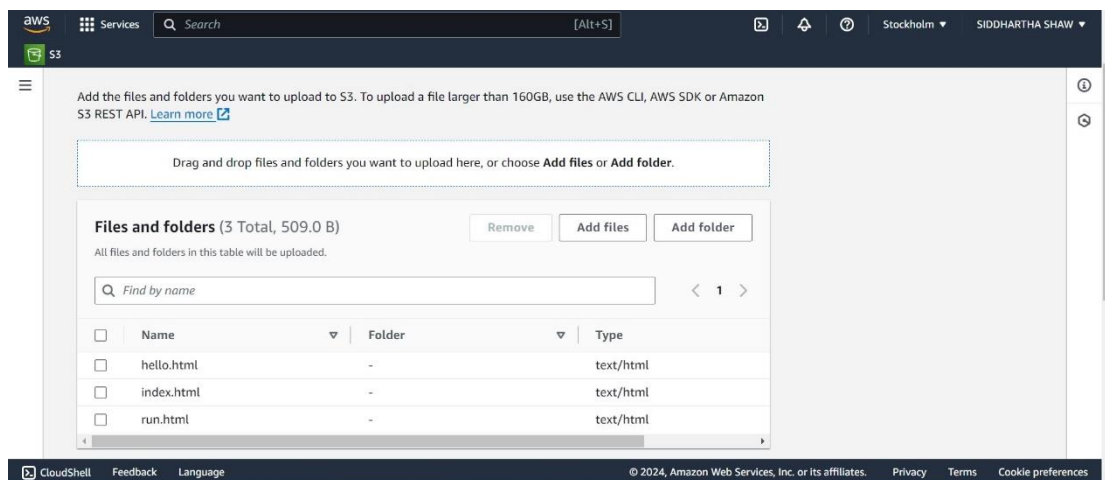 aws Services Search [Alt+S] Stockholm SIDDHARTHA SHAW
S3
Add the files and folders you want to upload to S3. To upload a file larger than 160GB, use the AWS CLI, AWS SDK or Amazon
S3 REST API. Learn more
Drag and drop files and folders you want to upload here, or choose Add files or Add folder.
Files and folders (3 Total, 509.0 B) Remove Add files Add folder
All files and folders in this table will be uploaded.
Find by name 1
Name Folder Type
hello.html - text/html
index.html - text/html
run.html - text/html
CloudShell Feedback Language © 2024, Amazon Web Services, Inc. or its affiliates. Privacy Terms Cookie preferences